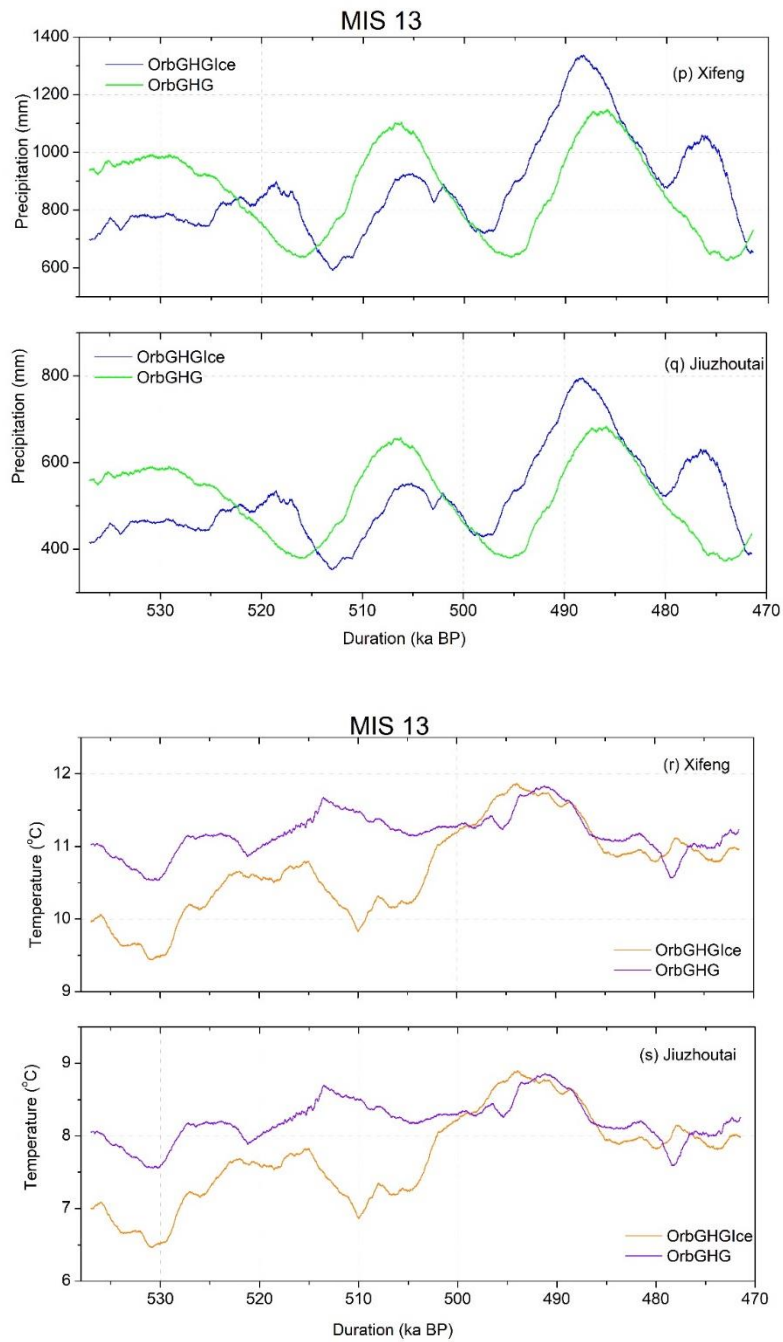 MIS 13
OrbGHGIce
OrbGHG
(p) Xifeng
Precipitation (mm)
1400
1200
1000
800
600
OrbGHGIce
OrbGHG
(q) Jiuzhoutai
Precipitation (mm)
800
600
400
530 520 510 500 490 480 470
Duration (ka BP)
MIS 13
(r) Xifeng
Temperature (°C)
12
11
10
9
OrbGHGIce
OrbGHG
(s) Jiuzhoutai
Temperature (°C)
9
8
7
6
OrbGHGIce
OrbGHG
530 520 510 500 490 480 470
Duration (ka BP)